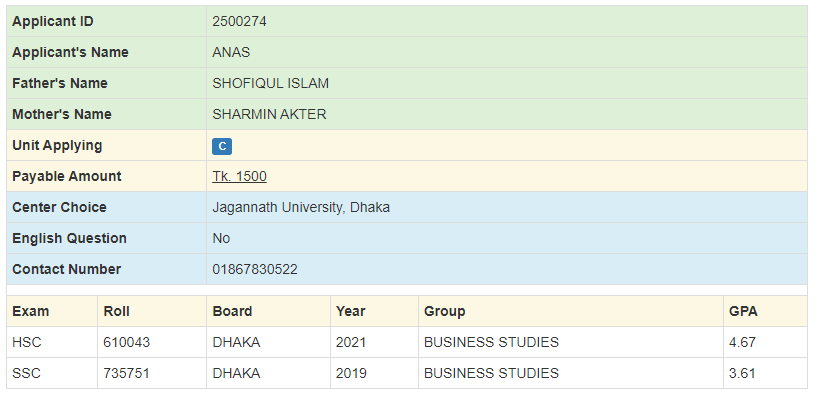 Applicant ID 2500274
Applicant's Name ANAS
Father's Name SHOFIQUL ISLAM
Mother's Name SHARMIN AKTER
Unit Applying C
Payable Amount Tk. 1500
Center Choice Jagannath University, Dhaka
English Question No
Contact Number 01867830522
Exam Roll Board Year Group GPA
HSC 610043 DHAKA 2021 BUSINESS STUDIES 4.67
SSC 735751 DHAKA 2019 BUSINESS STUDIES 3.61